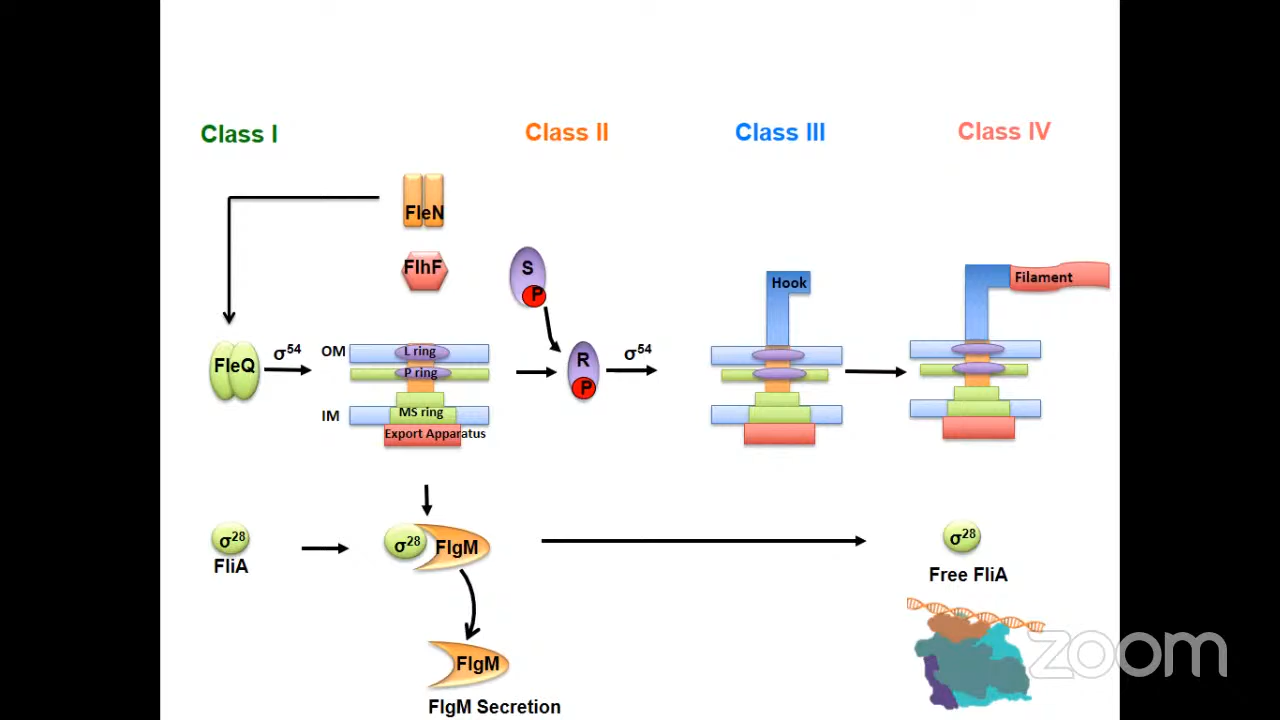 Class I
Class II
Class III
Class IV
FleN
FlhF
S
P
Hook
Filament
FleQ
σ54
OM
L ring
P ring
IM
MS ring
Export Apparatus
R
P
σ54
σ28
FliA
σ28
FlgM
σ28
Free FliA
FlgM
FlgM Secretion
zoom